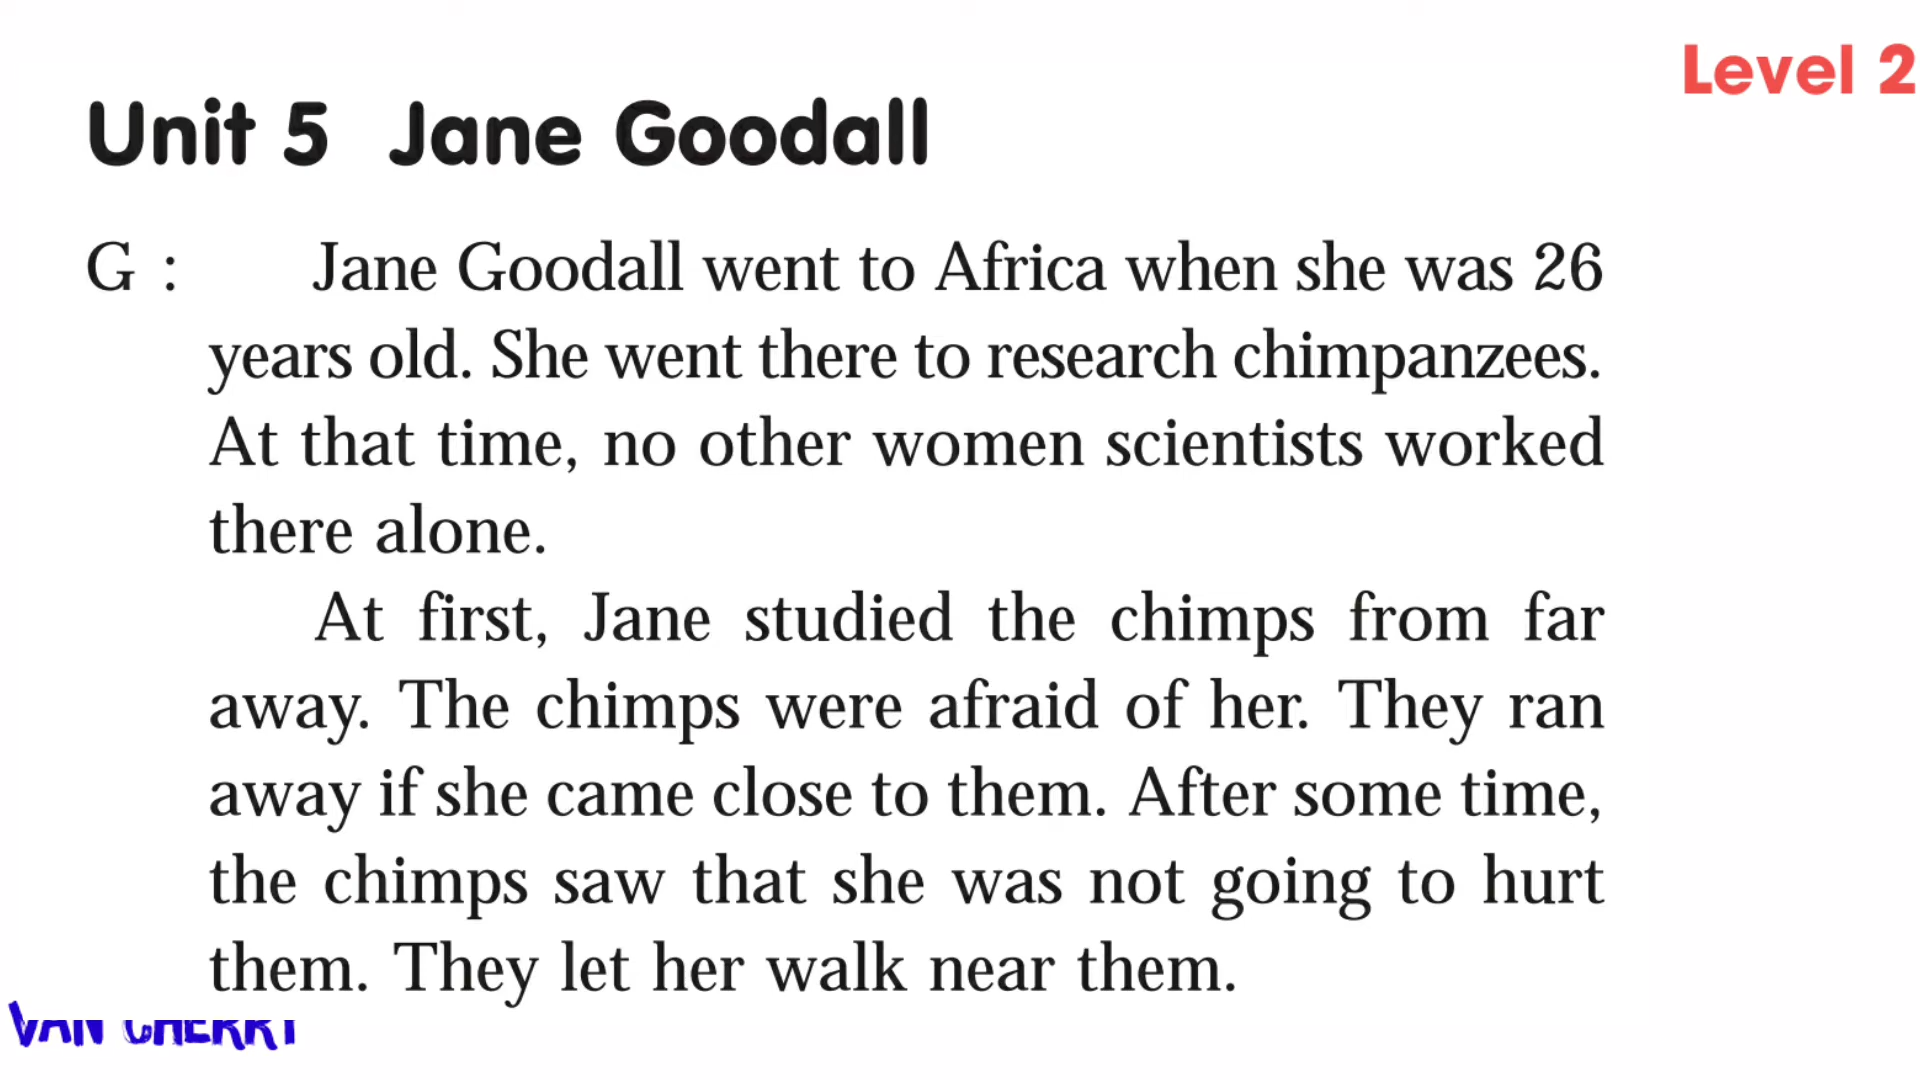 Level 2
Unit 5 Jane Goodall
G : Jane Goodall went to Africa when she was 26
years old. She went there to research chimpanzees.
At that time, no other women scientists worked
there alone.
At first, Jane studied the chimps from far
away. The chimps were afraid of her. They ran
away if she came close to them. After some time,
the chimps saw that she was not going to hurt
them. They let her walk near them.
VAN CHERRY